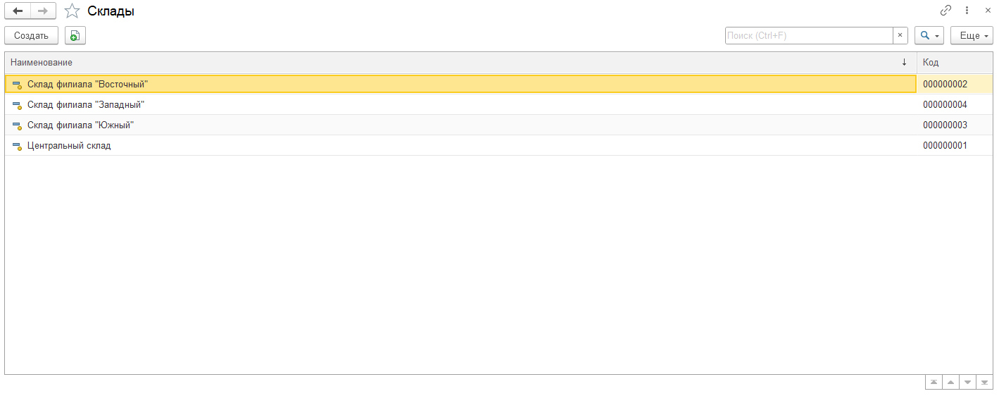 Склады
Создать
Поиск (Ctrl+F)
×
Еще
Наименование ↓ Код
Склад филиала "Восточный" 000000002
Склад филиала "Западный" 000000004
Склад филиала "Южный" 000000003
Центральный склад 000000001